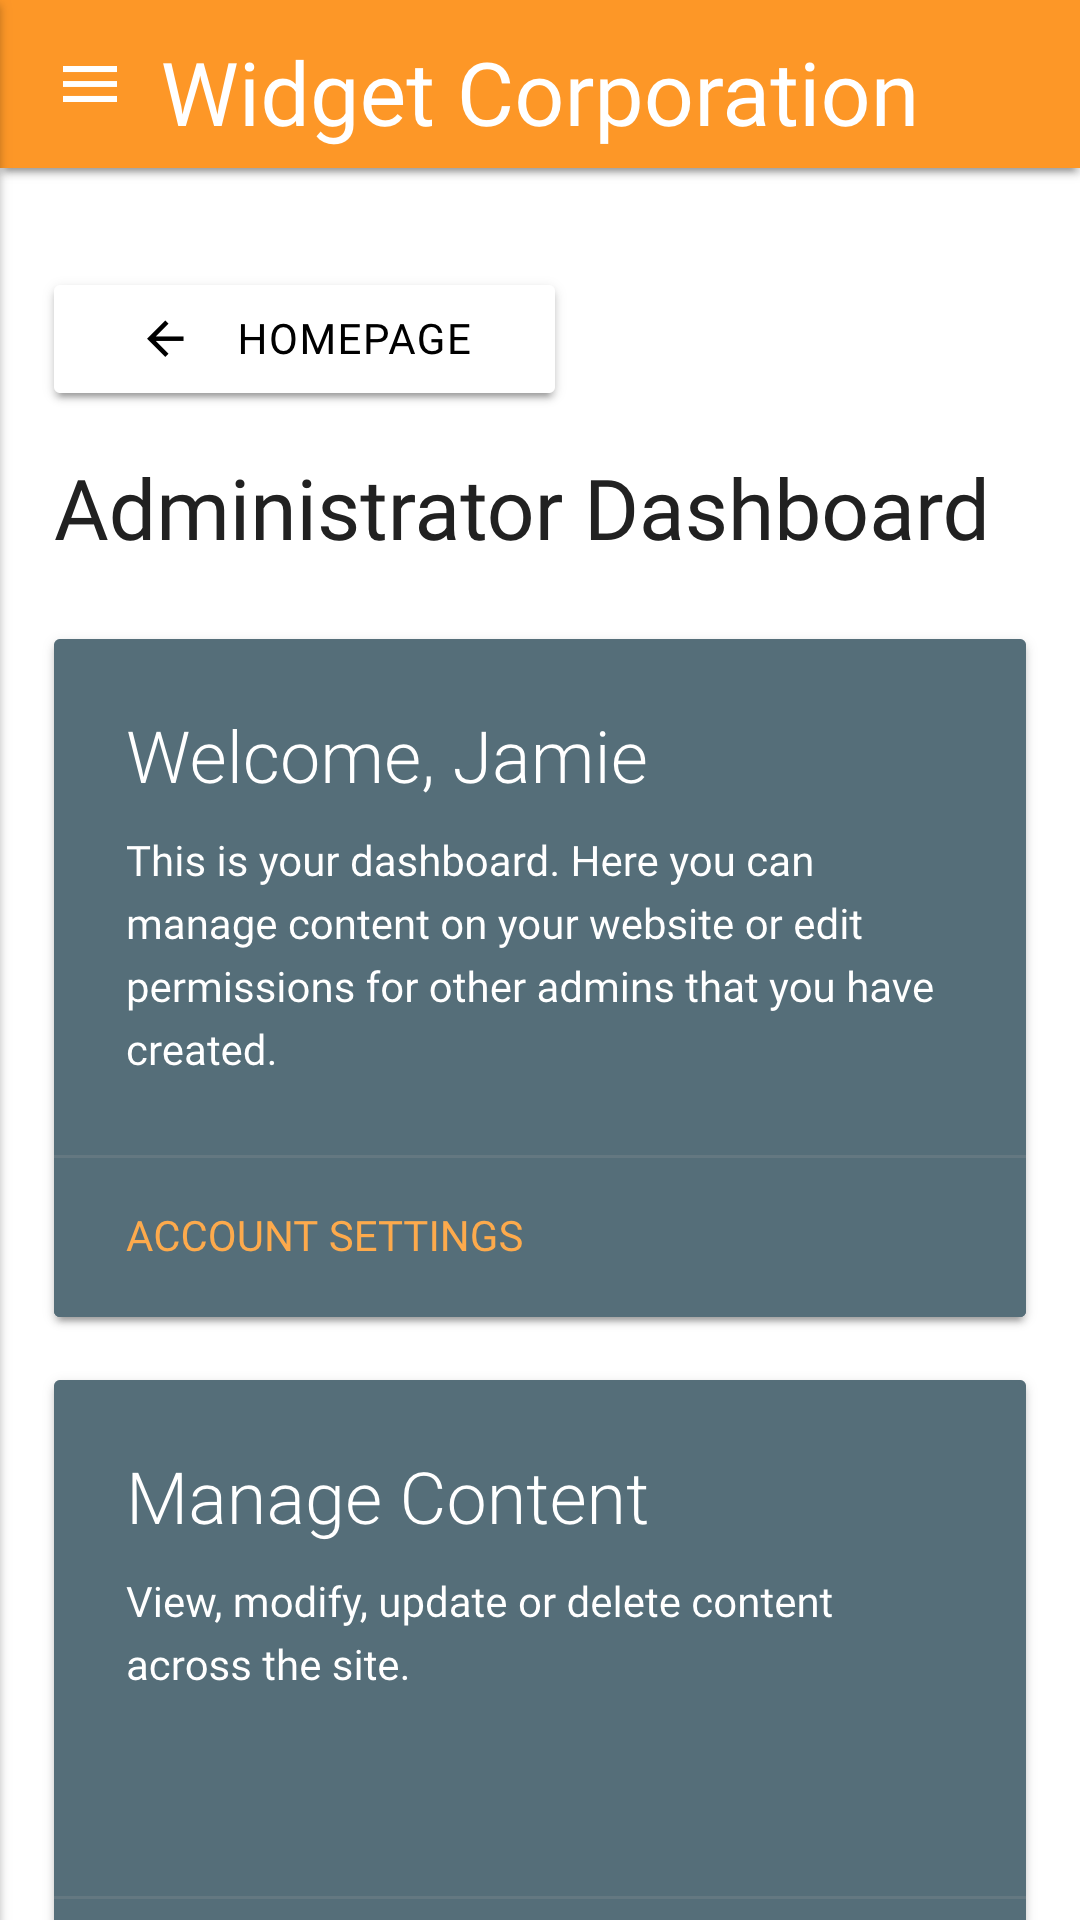 Widget Corporation
HOMEPAGE
Administrator Dashboard
Welcome, Jamie
This is your dashboard. Here you can
manage content on your website or edit
permissions for other admins that you have
created.
ACCOUNT SETTINGS
Manage Content
View, modify, update or delete content
across the site.